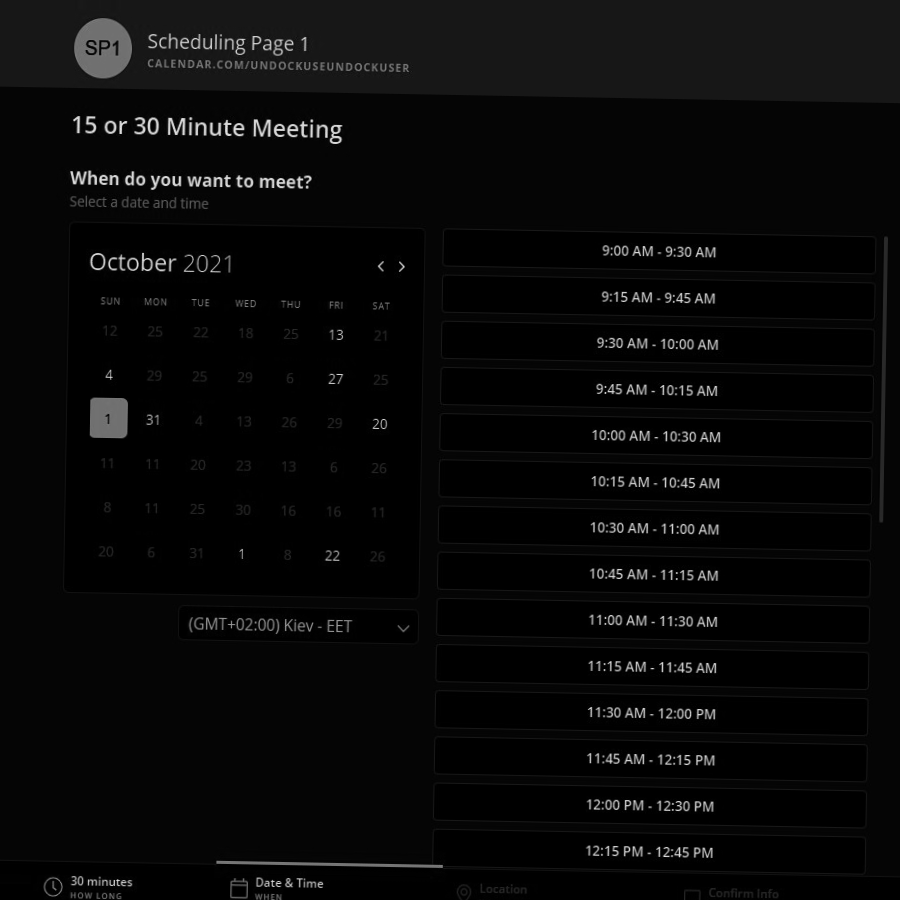 SP1
Scheduling Page 1
CALENDAR.COM/UNDOCKUSEUNDOCKUSER
15 or 30 Minute Meeting
When do you want to meet?
Select a date and time
October 2021
SUN MON TUE WED THU FRI SAT
12 25 22 18 25 13 21
4 29 25 29 6 27 25
1 31 4 13 26 29 20
11 11 20 23 13 6 26
8 11 25 30 16 16 11
20 6 31 1 8 22 26
(GMT+02:00) Kiev - EET
9:00 AM - 9:30 AM
9:15 AM - 9:45 AM
9:30 AM - 10:00 AM
9:45 AM - 10:15 AM
10:00 AM - 10:30 AM
10:15 AM - 10:45 AM
10:30 AM - 11:00 AM
10:45 AM - 11:15 AM
11:00 AM - 11:30 AM
11:15 AM - 11:45 AM
11:30 AM - 12:00 PM
11:45 AM - 12:15 PM
12:00 PM - 12:30 PM
12:15 PM - 12:45 PM
30 minutes
HOW LONG
Date & Time
WHEN
Location
Confirm Info